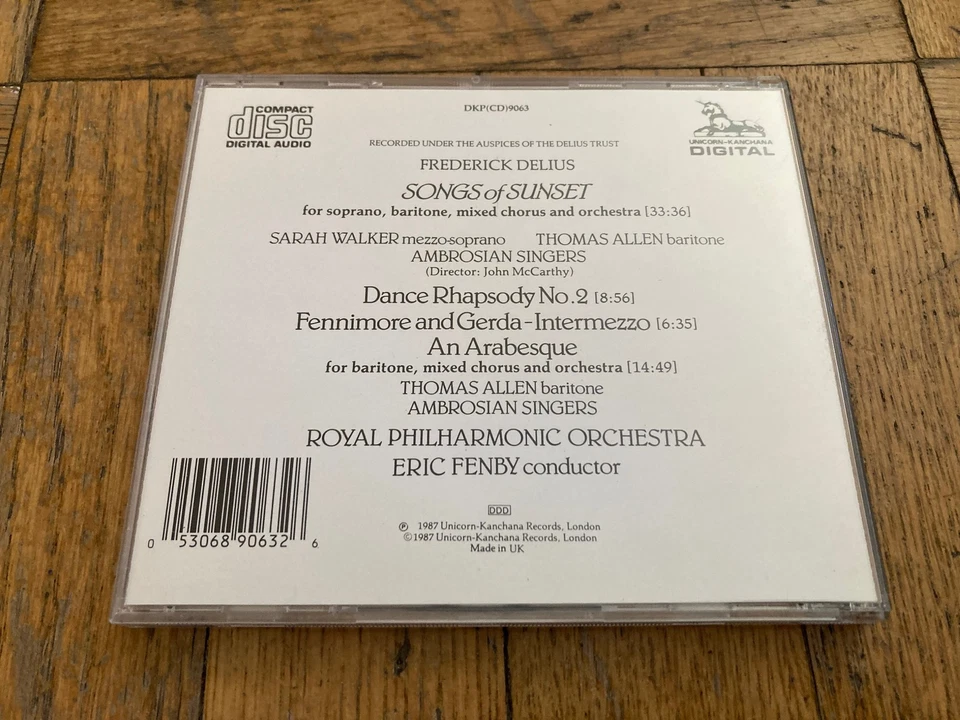 DKP(CD)9063
COMPACT
disc
DIGITAL AUDIO
UNICORN-KANCHANA
DIGITAL
RECORDED UNDER THE AUSPICES OF THE DELIUS TRUST
FREDERICK DELIUS
SONGS of SUNSET
for soprano, baritone, mixed chorus and orchestra [33:36]
SARAH WALKER mezzo-soprano THOMAS ALLEN baritone
AMBROSIAN SINGERS
(Director: John McCarthy)
Dance Rhapsody No.2 [8:56]
Fennimore and Gerda-Intermezzo [6:35]
An Arabesque
for baritone, mixed chorus and orchestra [14:49]
THOMAS ALLEN baritone
AMBROSIAN SINGERS
ROYAL PHILHARMONIC ORCHESTRA
ERIC FENBY conductor
DDD
℗ 1987 Unicorn-Kanchana Records, London
© 1987 Unicorn-Kanchana Records, London
Made in UK
0 53068 90632 6